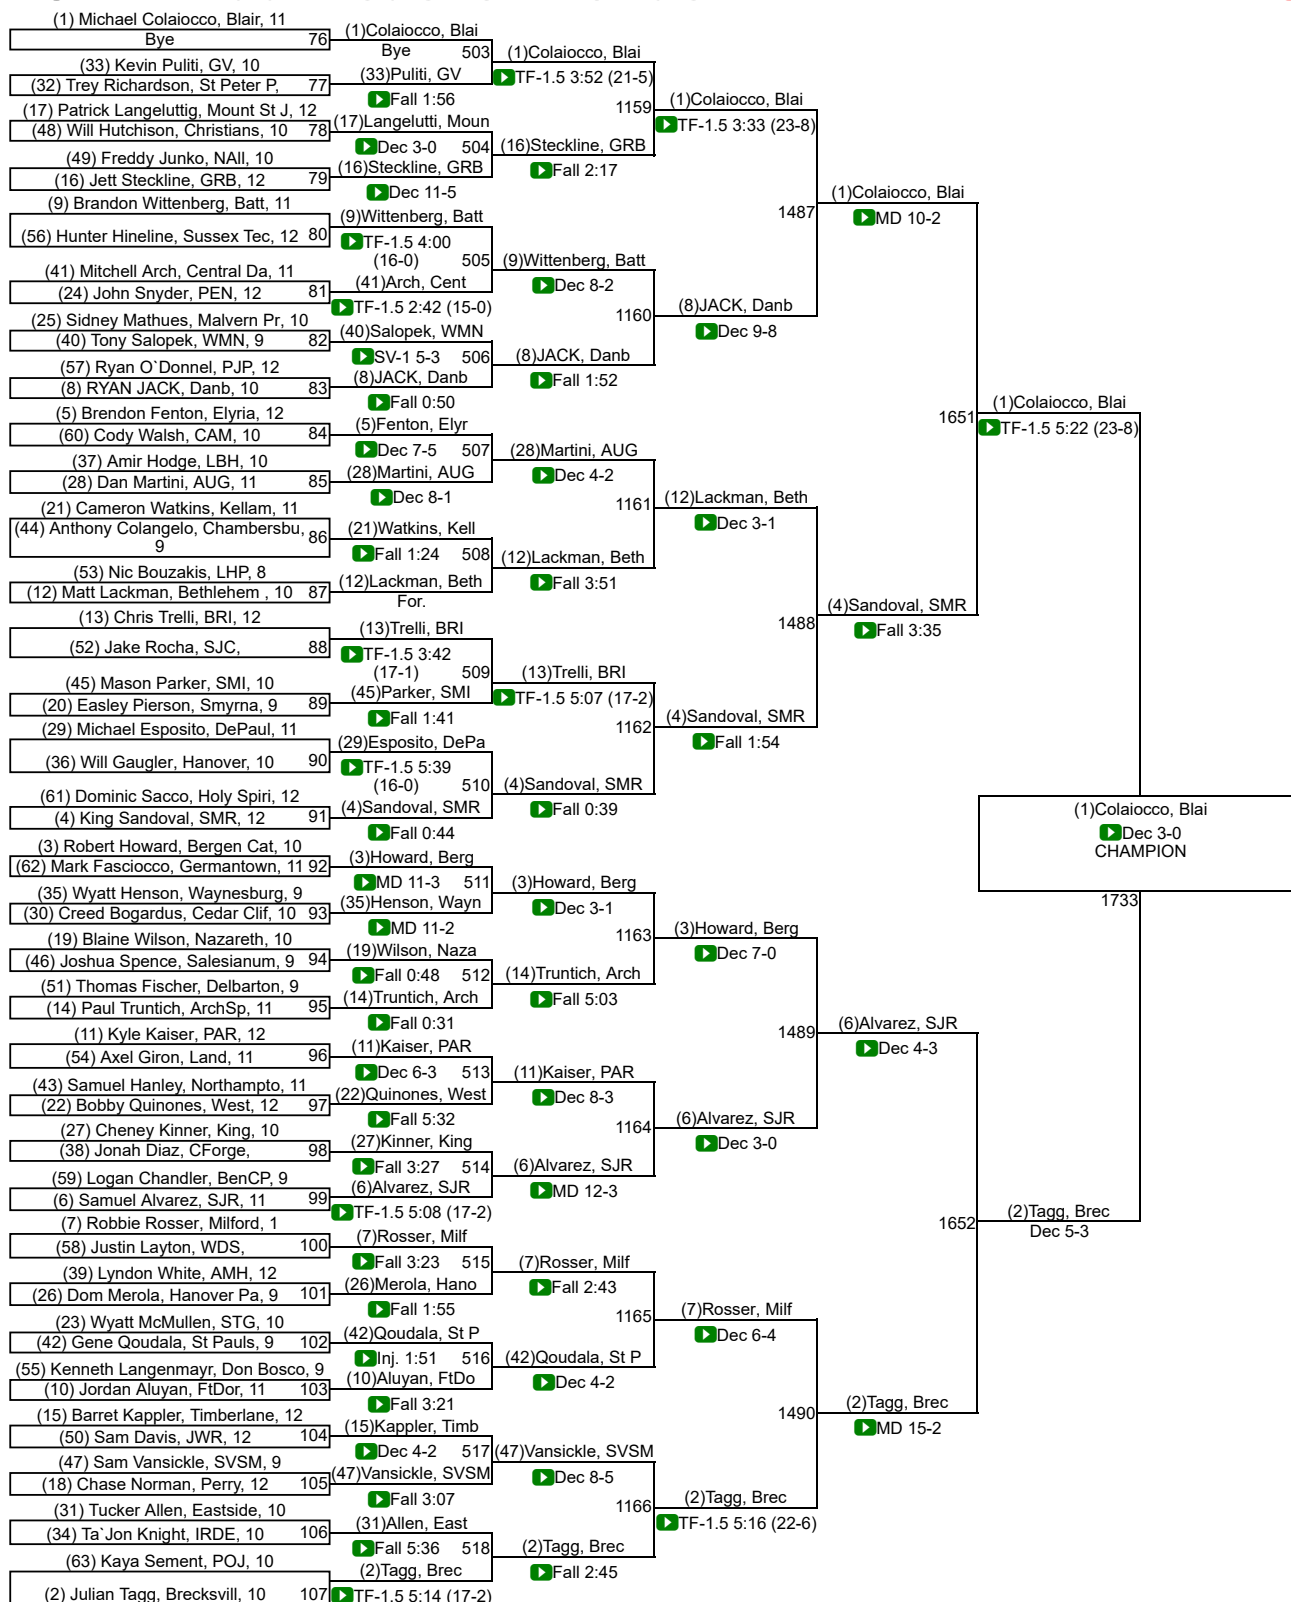 (1) Michael Colaiocco, Blair, 11
Bye 76
(33) Kevin Puliti, GV, 10
(32) Trey Richardson, St Peter P, 77
(17) Patrick Langeluttig, Mount St J, 12
(48) Will Hutchison, Christians, 10 78
(49) Freddy Junko, NAll, 10
(16) Jett Steckline, GRB, 12 79
(9) Brandon Wittenberg, Batt, 11
(56) Hunter Hineline, Sussex Tec, 12 80
(41) Mitchell Arch, Central Da, 11
(24) John Snyder, PEN, 12 81
(25) Sidney Mathues, Malvern Pr, 10
(40) Tony Salopek, WMN, 9 82
(57) Ryan O`Donnel, PJP, 12
(8) RYAN JACK, Danb, 10 83
(5) Brendon Fenton, Elyria, 12
(60) Cody Walsh, CAM, 10 84
(37) Amir Hodge, LBH, 10
(28) Dan Martini, AUG, 11 85
(21) Cameron Watkins, Kellam, 11
(44) Anthony Colangelo, Chambersbu,
9
86
(53) Nic Bouzakis, LHP, 8
(12) Matt Lackman, Bethlehem , 10 87
(13) Chris Trelli, BRI, 12
(52) Jake Rocha, SJC, 88
(45) Mason Parker, SMI, 10
(20) Easley Pierson, Smyrna, 9 89
(29) Michael Esposito, DePaul, 11
(36) Will Gaugler, Hanover, 10 90
(61) Dominic Sacco, Holy Spiri, 12
(4) King Sandoval, SMR, 12 91
(3) Robert Howard, Bergen Cat, 10
(62) Mark Fasciocco, Germantown, 11 92
(35) Wyatt Henson, Waynesburg, 9
(30) Creed Bogardus, Cedar Clif, 10 93
(19) Blaine Wilson, Nazareth, 10
(46) Joshua Spence, Salesianum, 9 94
(51) Thomas Fischer, Delbarton, 9
(14) Paul Truntich, ArchSp, 11 95
(11) Kyle Kaiser, PAR, 12
(54) Axel Giron, Land, 11 96
(43) Samuel Hanley, Northampto, 11
(22) Bobby Quinones, West, 12 97
(27) Cheney Kinner, King, 10
(38) Jonah Diaz, CForge, 98
(59) Logan Chandler, BenCP, 9
(6) Samuel Alvarez, SJR, 11 99
(7) Robbie Rosser, Milford, 1
(58) Justin Layton, WDS, 100
(39) Lyndon White, AMH, 12
(26) Dom Merola, Hanover Pa, 9 101
(23) Wyatt McMullen, STG, 10
(42) Gene Qoudala, St Pauls, 9 102
(55) Kenneth Langenmayr, Don Bosco, 9
(10) Jordan Aluyan, FtDor, 11 103
(15) Barret Kappler, Timberlane, 12
(50) Sam Davis, JWR, 12 104
(47) Sam Vansickle, SVSM, 9
(18) Chase Norman, Perry, 12 105
(31) Tucker Allen, Eastside, 10
(34) Ta`Jon Knight, IRDE, 10 106
(63) Kaya Sement, POJ, 10
(2) Julian Tagg, Brecksvill, 10 107
(1)Colaiocco, Blai
Bye 503
(33)Puliti, GV
Fall 1:56
(17)Langelutti, Moun
Dec 3-0 504
(16)Steckline, GRB
Dec 11-5
(9)Wittenberg, Batt
TF-1.5 4:00
(16-0) 505
(41)Arch, Cent
TF-1.5 2:42 (15-0)
(40)Salopek, WMN
SV-1 5-3 506
(8)JACK, Danb
Fall 0:50
(5)Fenton, Elyr
Dec 7-5 507
(28)Martini, AUG
Dec 8-1
(21)Watkins, Kell
Fall 1:24 508
(12)Lackman, Beth
For.
(13)Trelli, BRI
TF-1.5 3:42
(17-1) 509
(45)Parker, SMI
Fall 1:41
(29)Esposito, DePa
TF-1.5 5:39
(16-0) 510
(4)Sandoval, SMR
Fall 0:44
(3)Howard, Berg
MD 11-3 511
(35)Henson, Wayn
MD 11-2
(19)Wilson, Naza
Fall 0:48 512
(14)Truntich, Arch
Fall 0:31
(11)Kaiser, PAR
Dec 6-3 513
(22)Quinones, West
Fall 5:32
(27)Kinner, King
Fall 3:27 514
(6)Alvarez, SJR
TF-1.5 5:08 (17-2)
(7)Rosser, Milf
Fall 3:23 515
(26)Merola, Hano
Fall 1:55
(42)Qoudala, St P
Inj. 1:51 516
(10)Aluyan, FtDo
Fall 3:21
(15)Kappler, Timb
Dec 4-2 517
(47)Vansickle, SVSM
Fall 3:07
(31)Allen, East
Fall 5:36 518
(2)Tagg, Brec
TF-1.5 5:14 (17-2)
(1)Colaiocco, Blai
TF-1.5 3:52 (21-5)
1159
(16)Steckline, GRB
Fall 2:17
(9)Wittenberg, Batt
Dec 8-2
1160
(8)JACK, Danb
Fall 1:52
(28)Martini, AUG
Dec 4-2
1161
(12)Lackman, Beth
Fall 3:51
(13)Trelli, BRI
TF-1.5 5:07 (17-2)
1162
(4)Sandoval, SMR
Fall 0:39
(3)Howard, Berg
Dec 3-1
1163
(14)Truntich, Arch
Fall 5:03
(11)Kaiser, PAR
Dec 8-3
1164
(6)Alvarez, SJR
MD 12-3
(7)Rosser, Milf
Fall 2:43
1165
(42)Qoudala, St P
Dec 4-2
(47)Vansickle, SVSM
Dec 8-5
1166
(2)Tagg, Brec
Fall 2:45
(1)Colaiocco, Blai
TF-1.5 3:33 (23-8)
1487
(8)JACK, Danb
Dec 9-8
(12)Lackman, Beth
Dec 3-1
1488
(4)Sandoval, SMR
Fall 1:54
(3)Howard, Berg
Dec 7-0
1489
(6)Alvarez, SJR
Dec 3-0
(7)Rosser, Milf
Dec 6-4
1490
(2)Tagg, Brec
TF-1.5 5:16 (22-6)
(1)Colaiocco, Blai
MD 10-2
1651
(4)Sandoval, SMR
Fall 3:35
(6)Alvarez, SJR
Dec 4-3
1652
(2)Tagg, Brec
MD 15-2
(1)Colaiocco, Blai
TF-1.5 5:22 (23-8)
(2)Tagg, Brec
Dec 5-3
(1)Colaiocco, Blai
Dec 3-0
CHAMPION
1733